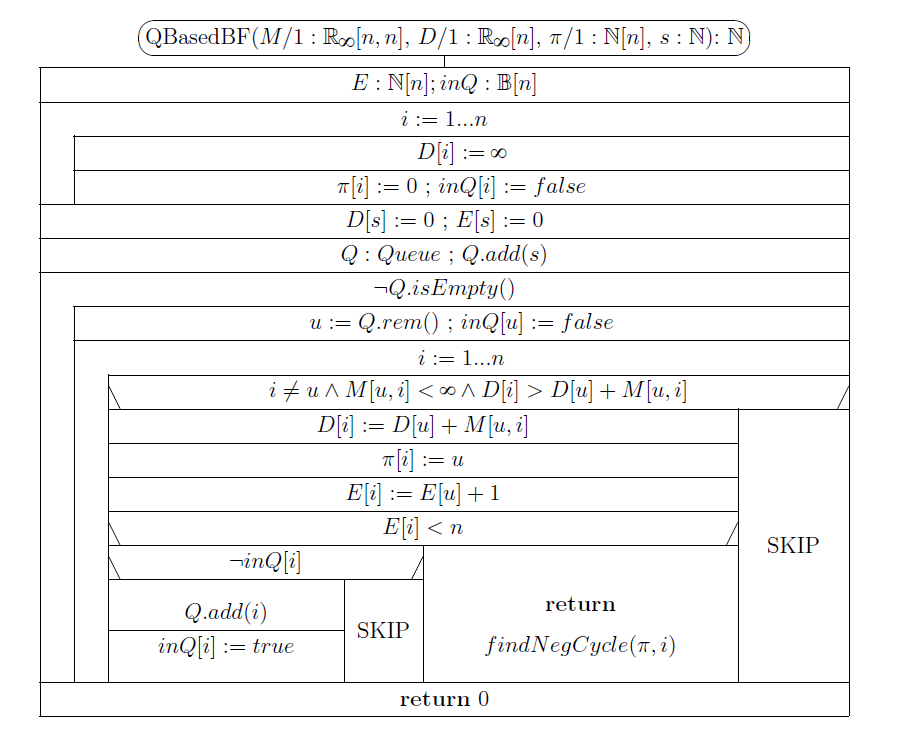 QBasedBF(M/1 : ℝ∞[n, n], D/1 : ℝ∞[n], π/1 : ℕ[n], s : ℕ): ℕ
E : ℕ[n]; inQ : 𝔹[n]
i := 1...n
D[i] := ∞
π[i] := 0 ; inQ[i] := false
D[s] := 0 ; E[s] := 0
Q : Queue ; Q.add(s)
¬Q.isEmpty()
u := Q.rem() ; inQ[u] := false
i := 1...n
i ≠ u ∧ M[u, i] < ∞ ∧ D[i] > D[u] + M[u, i]
D[i] := D[u] + M[u, i]
π[i] := u
E[i] := E[u] + 1
E[i] < n
SKIP
¬inQ[i]
Q.add(i)
inQ[i] := true
SKIP
return
findNegCycle(π, i)
return 0